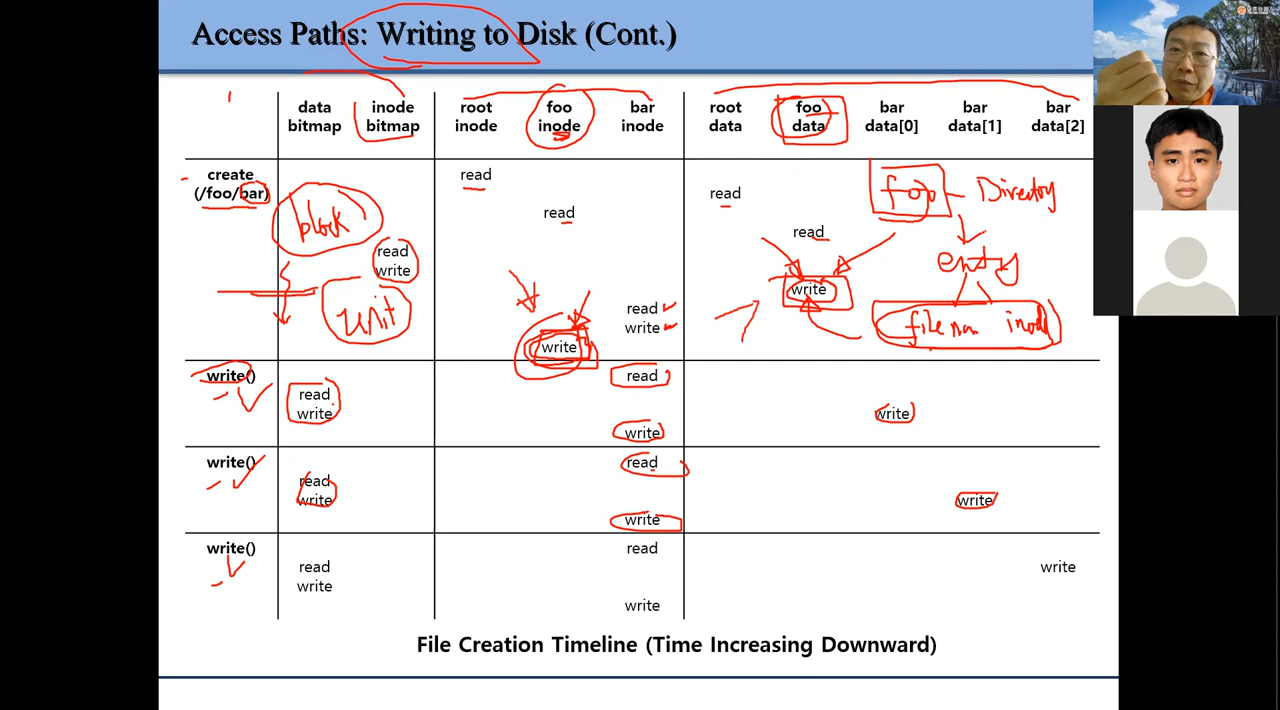 Access Paths: Writing to Disk (Cont.)
data bitmap inode bitmap root inode foo inode bar inode root data foo data bar data[0] bar data[1] bar data[2]
create (/foo/bar)
read
read
read
read
read
write
read
write
write
write
foo Directory
entry
file inode
block
unit
write()
read
write
read
write
write
write()
read
write
read
write
write
write()
read
write
read
write
write
File Creation Timeline (Time Increasing Downward)